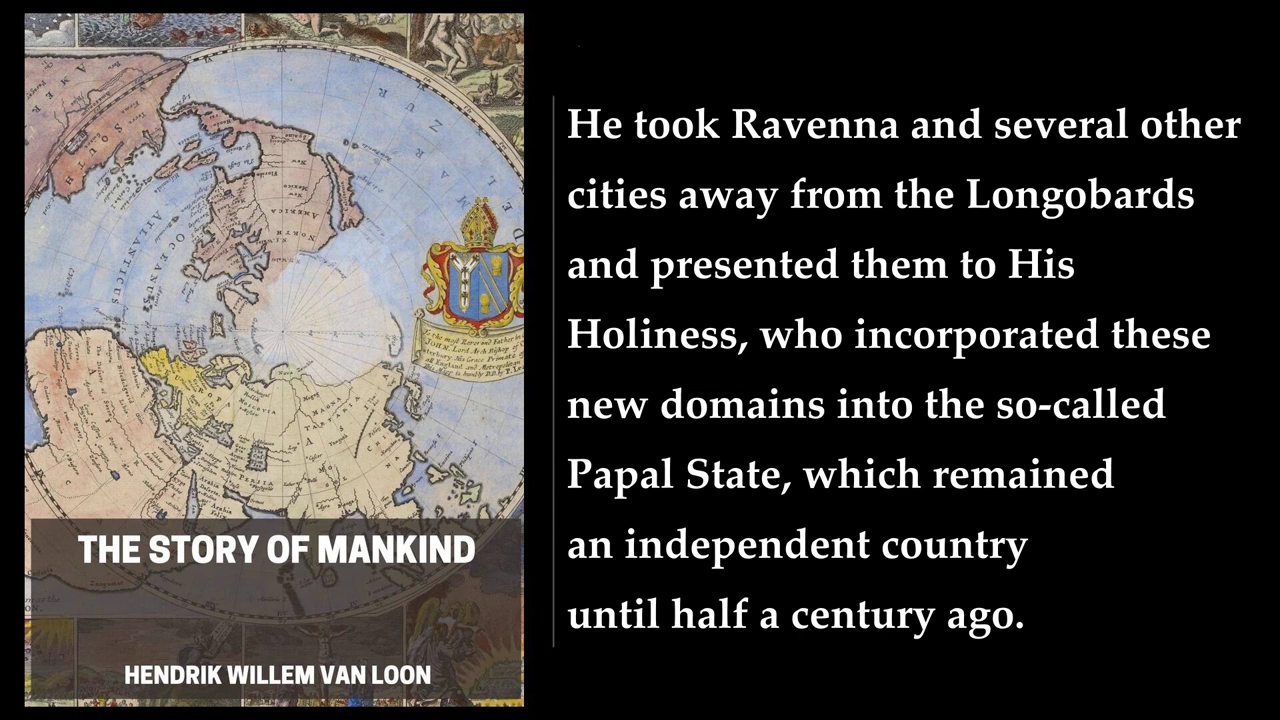 THE STORY OF MANKIND
HENDRIK WILLEM VAN LOON
He took Ravenna and several other
cities away from the Longobards
and presented them to His
Holiness, who incorporated these
new domains into the so-called
Papal State, which remained
an independent country
until half a century ago.